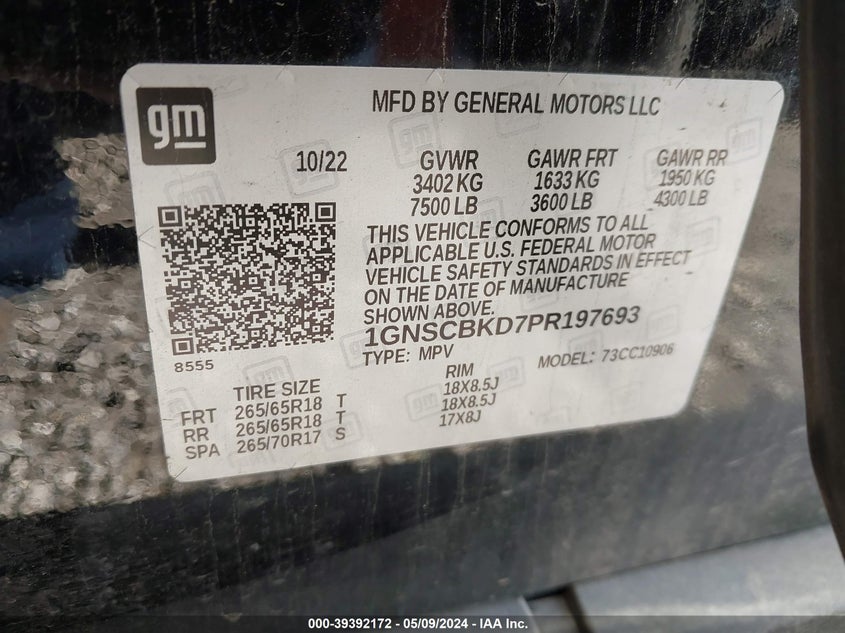 gm
MFD BY GENERAL MOTORS LLC
10/22
GVWR GAWR FRT GAWR RR
3402 KG 1633 KG 1950 KG
7500 LB 3600 LB 4300 LB
THIS VEHICLE CONFORMS TO ALL
APPLICABLE U.S. FEDERAL MOTOR
VEHICLE SAFETY STANDARDS IN EFFECT
ON THE DATE OF MANUFACTURE
SHOWN ABOVE.
1GNSCBKD7PR197693
TYPE: MPV MODEL: 73CC10906
8555
TIRE SIZE RIM
FRT 265/65R18 T 18X8.5J
RR 265/65R18 T 18X8.5J
SPA 265/70R17 S 17X8J
000-39392172 - 05/09/2024 - IAA Inc.